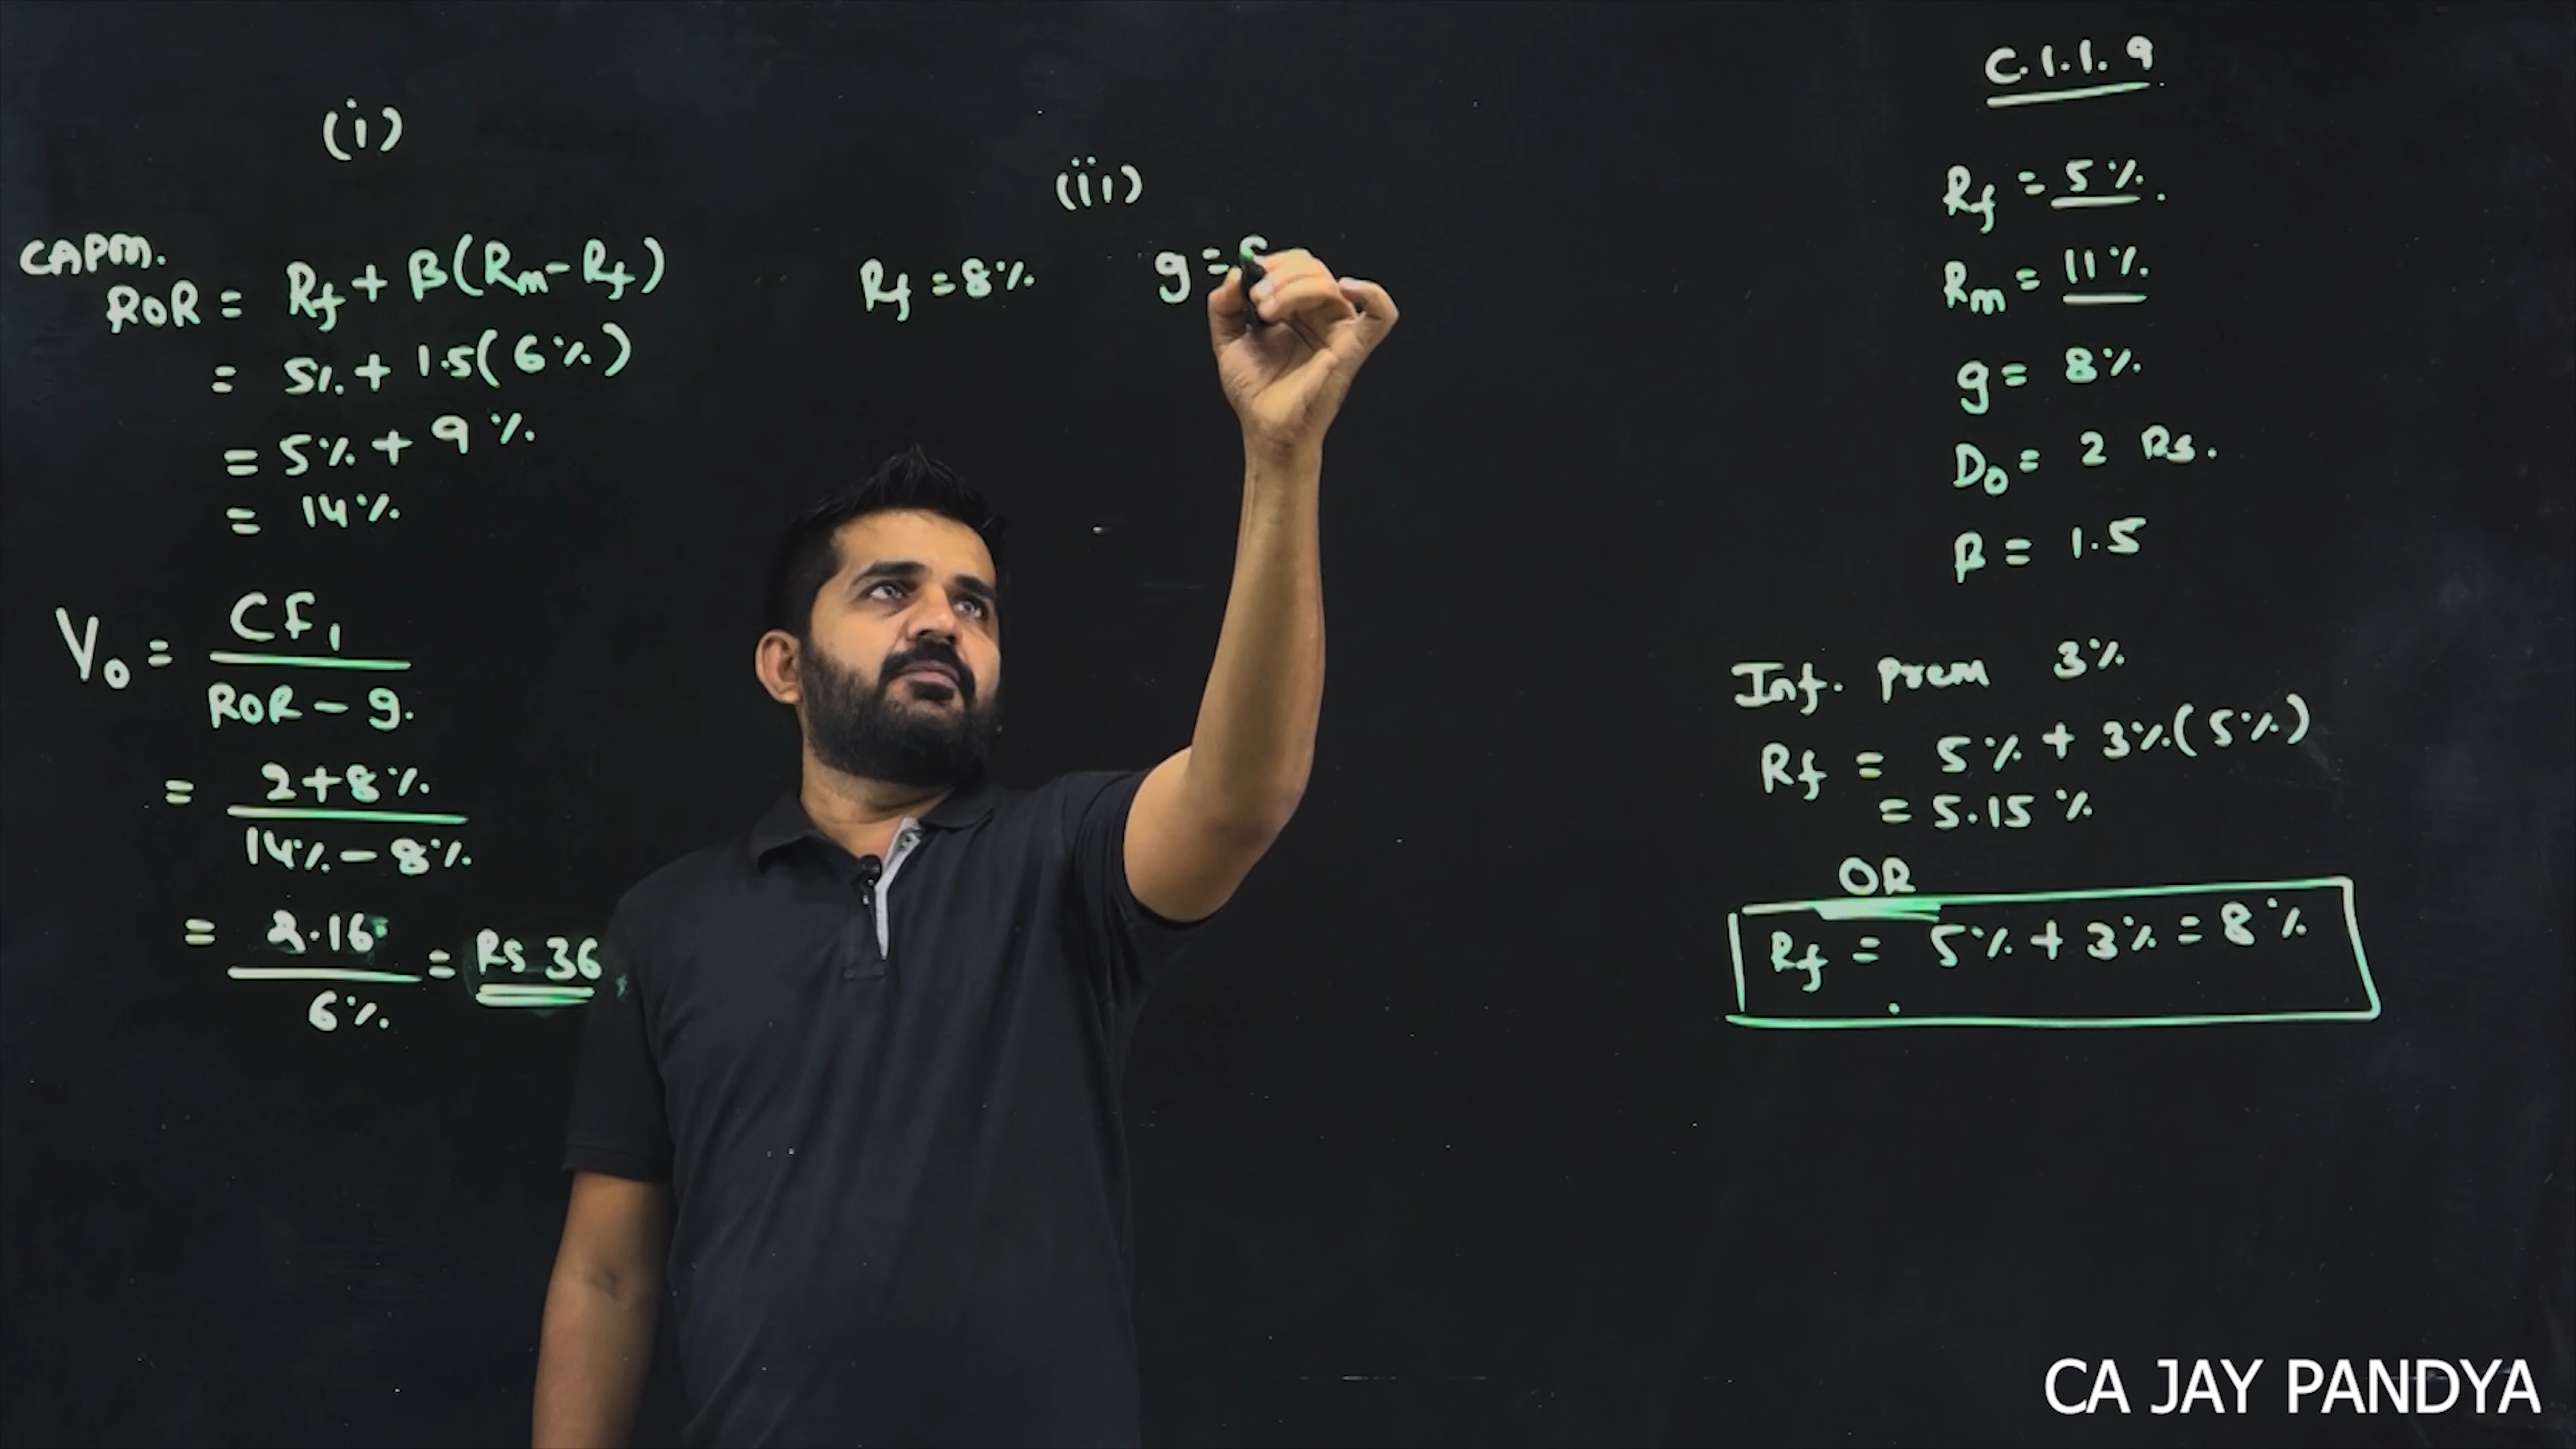 (i)
CAPM.
ROR = Rf + β(Rm - Rf)
= 5% + 1.5(6%)
= 5% + 9%
= 14%
V0 = CF1
ROR - g.
= 2+8%
14% - 8%
= 2.16 = Rs 36
6%
(ii)
Rf = 8% g =
C.1.1.9
Rf = 5%.
Rm = 11%
g = 8%
D0 = 2 Rs.
β = 1.5
Inf. prem 3%
Rf = 5% + 3%(5%)
= 5.15%
OR
Rf = 5% + 3% = 8%
CA JAY PANDYA